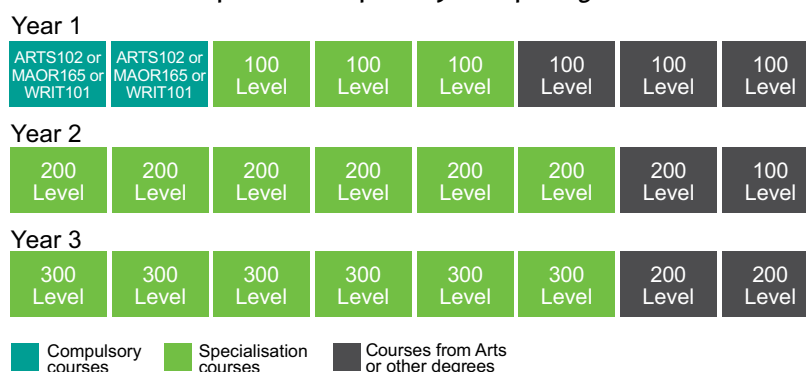 Year 1
ARTS102 or MAOR165 or WRIT101
ARTS102 or MAOR165 or WRIT101
100 Level
100 Level
100 Level
100 Level
100 Level
100 Level
Year 2
200 Level
200 Level
200 Level
200 Level
200 Level
200 Level
200 Level
100 Level
Year 3
300 Level
300 Level
300 Level
300 Level
300 Level
300 Level
200 Level
200 Level
Compulsory courses
Specialisation courses
Courses from Arts or other degrees